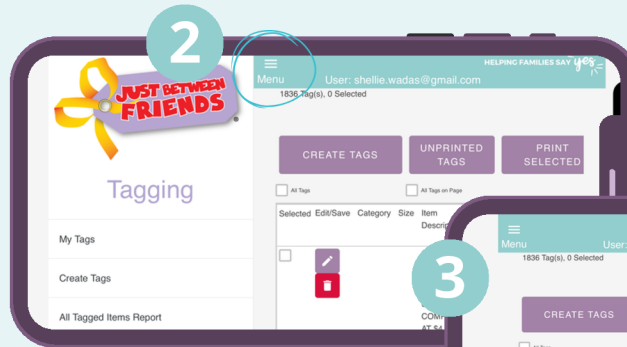 2
JUST BETWEEN
FRIENDS
Tagging
My Tags
Create Tags
All Tagged Items Report
Menu
User: shellie.wadas@gmail.com
HELPING FAMILIES SAY yes
1836 Tag(s), 0 Selected
CREATE TAGS
UNPRINTED
TAGS
PRINT
SELECTED
All Tags
All Tags on Page
Selected Edit/Save Category Size Item
AT $4
3
Menu
User:
1836 Tag(s), 0 Selected
CREATE TAGS